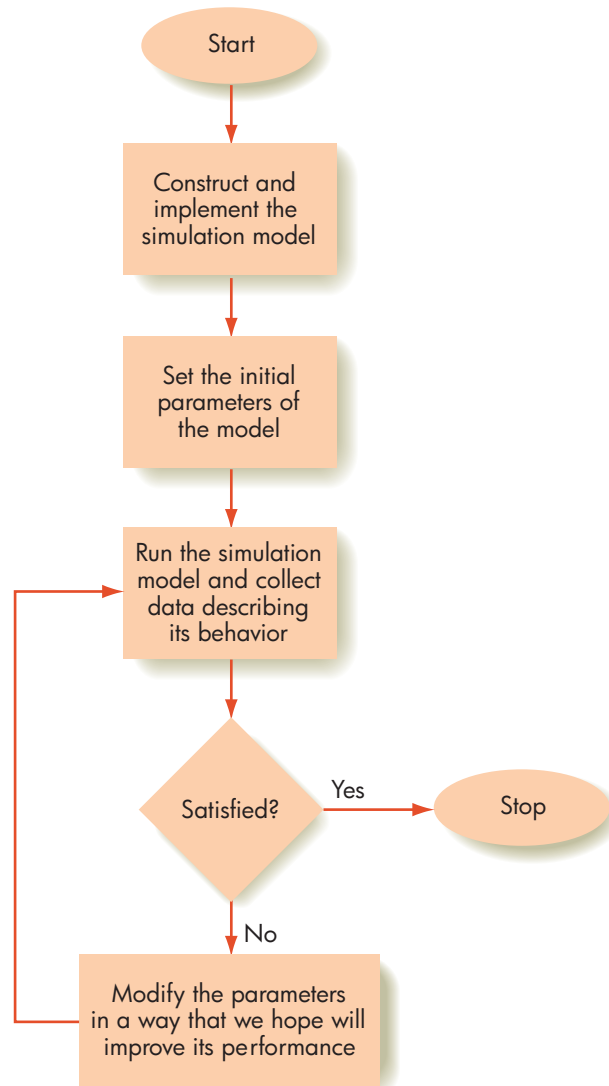 Start
Construct and
implement the
simulation model
Set the initial
parameters of
the model
Run the simulation
model and collect
data describing
its behavior
Satisfied?
Yes
Stop
No
Modify the parameters
in a way that we hope will
improve its performance